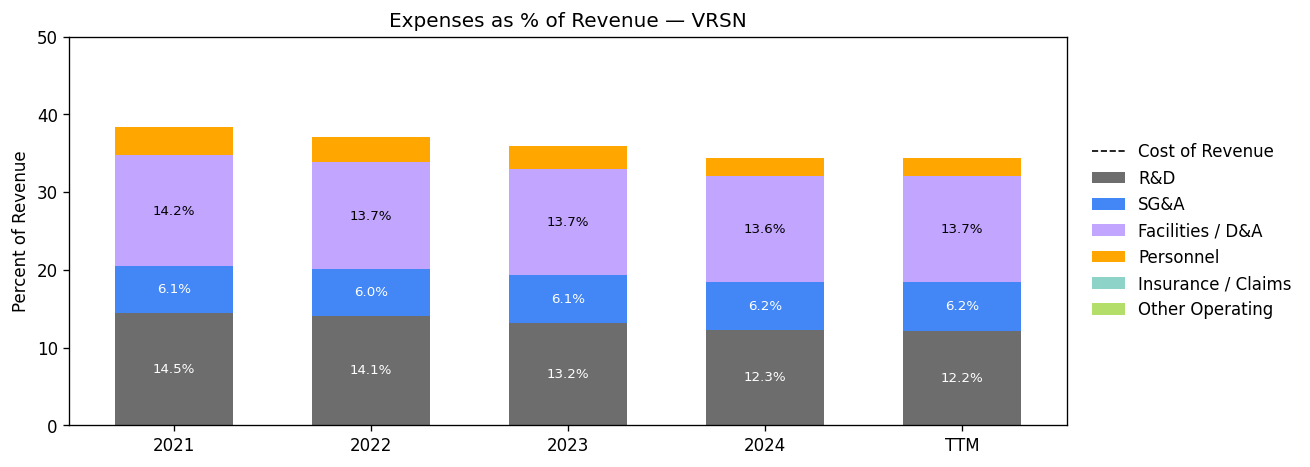 Expenses as % of Revenue — VRSN
Percent of Revenue
50
40
30
20
10
0
14.2%
13.7%
13.7%
13.6%
13.7%
6.1%
6.0%
6.1%
6.2%
6.2%
14.5%
14.1%
13.2%
12.3%
12.2%
2021
2022
2023
2024
TTM
Cost of Revenue
R&D
SG&A
Facilities / D&A
Personnel
Insurance / Claims
Other Operating